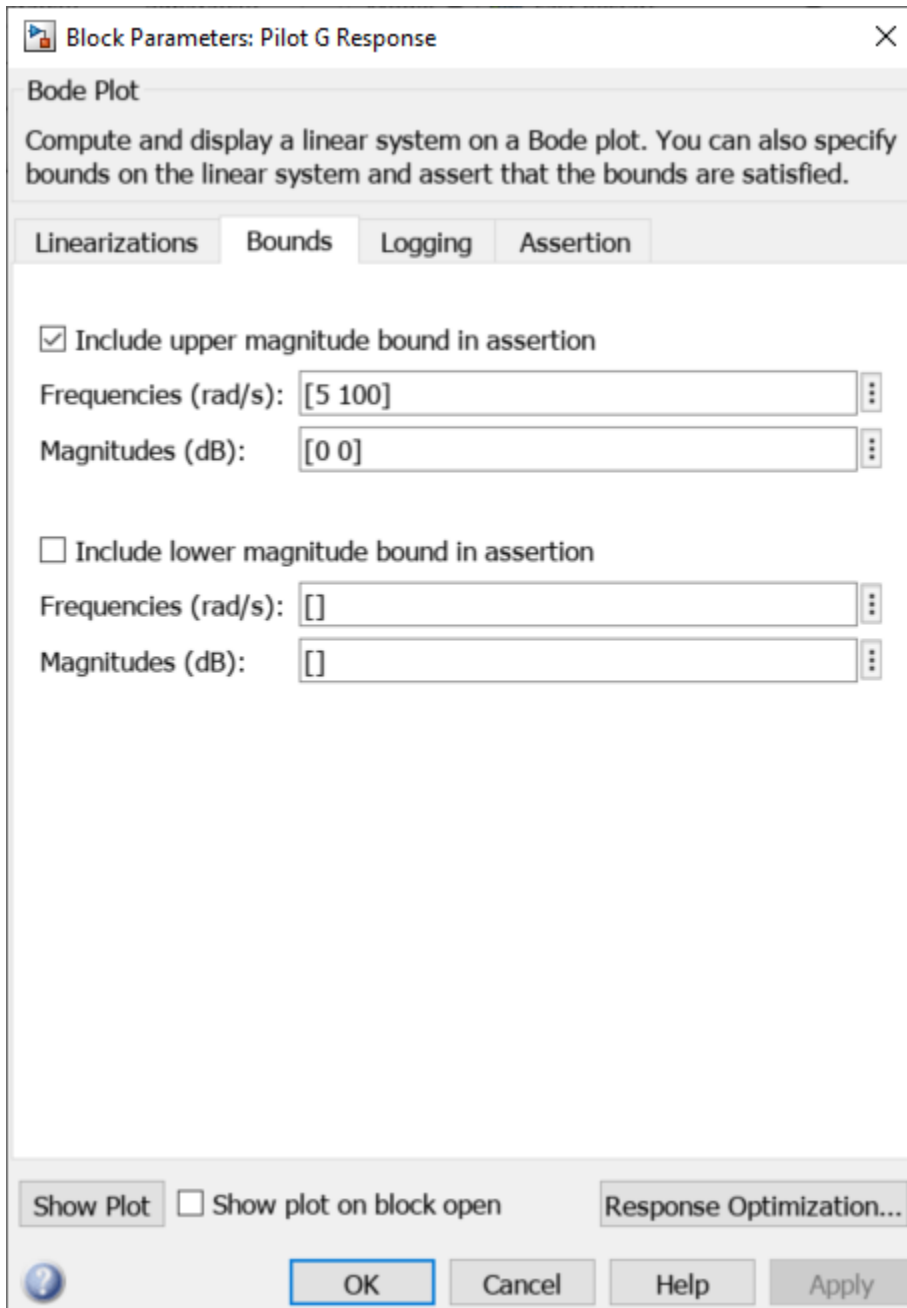 Block Parameters: Pilot G Response
Bode Plot
Compute and display a linear system on a Bode plot. You can also specify
bounds on the linear system and assert that the bounds are satisfied.
Linearizations Bounds Logging Assertion
Include upper magnitude bound in assertion
Frequencies (rad/s): [5 100]
Magnitudes (dB): [0 0]
Include lower magnitude bound in assertion
Frequencies (rad/s): []
Magnitudes (dB): []
Show Plot Show plot on block open Response Optimization...
? OK Cancel Help Apply